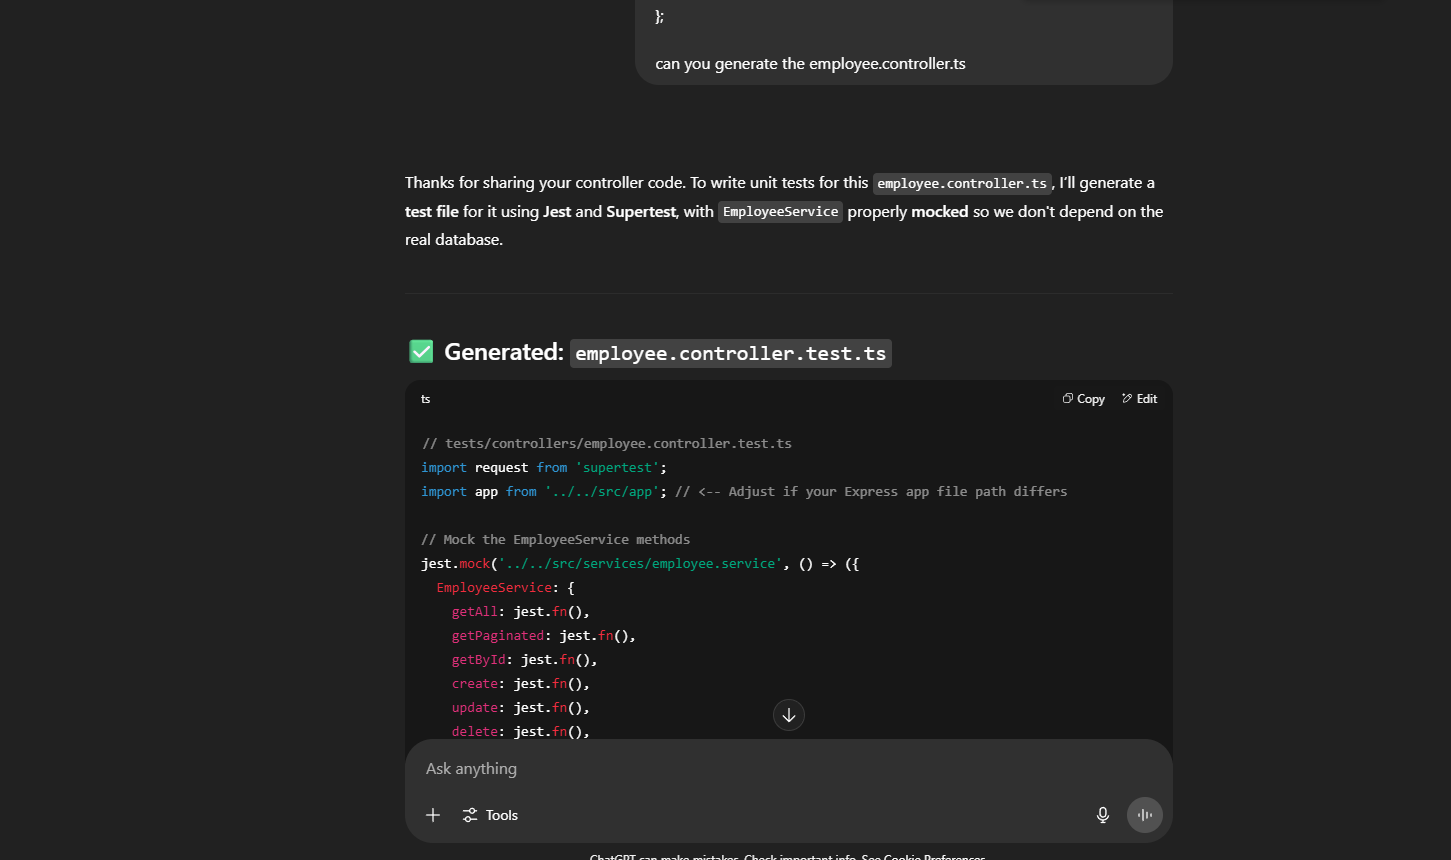 };
can you generate the employee.controller.ts
Thanks for sharing your controller code. To write unit tests for this employee.controller.ts, I'll generate a
test file for it using Jest and Supertest, with EmployeeService properly mocked so we don't depend on the
real database.
✅ Generated: employee.controller.test.ts
ts Copy Edit
// tests/controllers/employee.controller.test.ts
import request from 'supertest';
import app from '../../src/app'; // <-- Adjust if your Express app file path differs
// Mock the EmployeeService methods
jest.mock('../../src/services/employee.service', () => ({
EmployeeService: {
getAll: jest.fn(),
getPaginated: jest.fn(),
getById: jest.fn(),
create: jest.fn(),
update: jest.fn(),
delete: jest.fn(),
Ask anything
Tools
ChatGPT can make mistakes. Check important info. See Cookie Preferences.